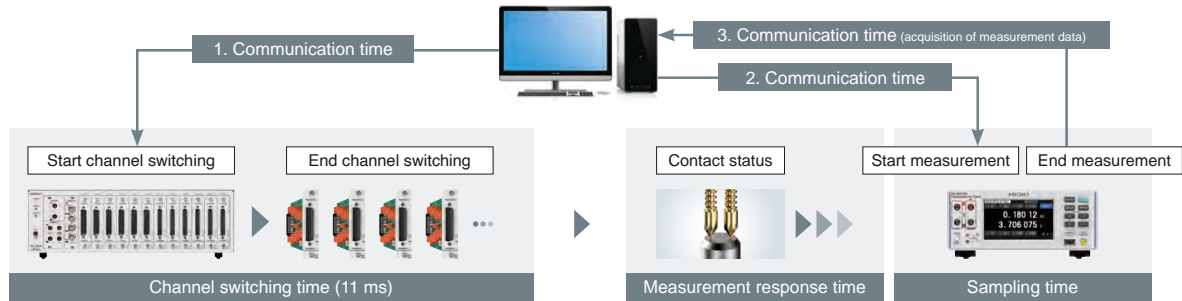 1. Communication time
3. Communication time (acquisition of measurement data)
2. Communication time
Start channel switching
End channel switching
Contact status
Start measurement
End measurement
HIOKI
0. 180 12
3. 706 075
Channel switching time (11 ms)
Measurement response time
Sampling time